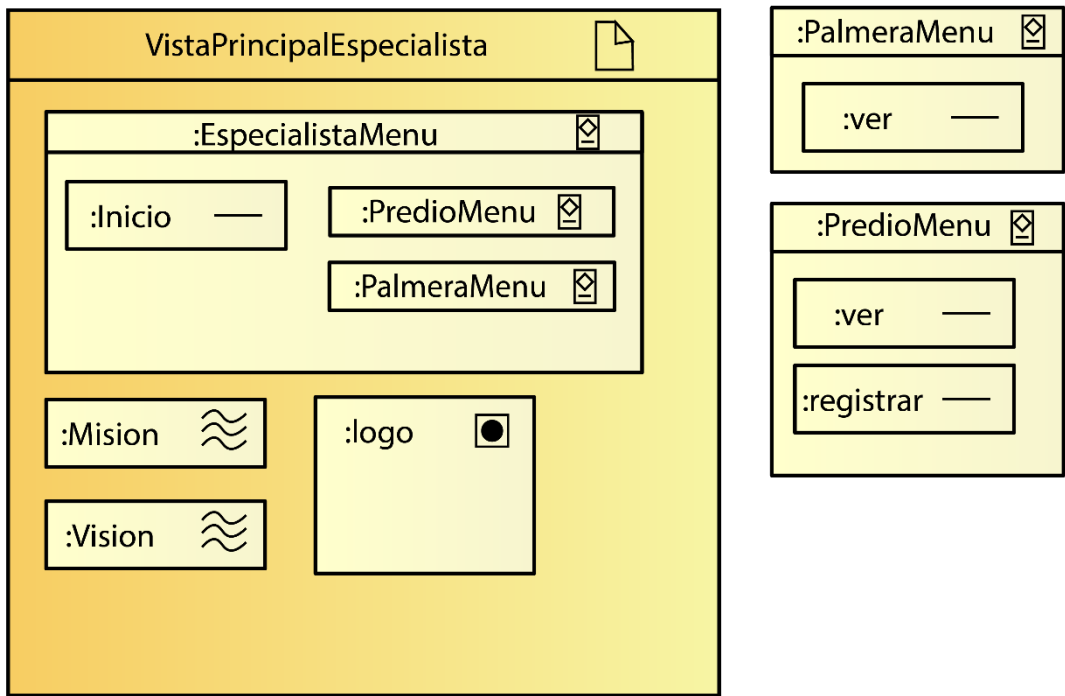 VistaPrincipalEspecialista
:EspecialistaMenu
:Inicio
:PredioMenu
:PalmeraMenu
:Mision
:Vision
:logo
:PalmeraMenu
:ver
:PredioMenu
:ver
:registrar